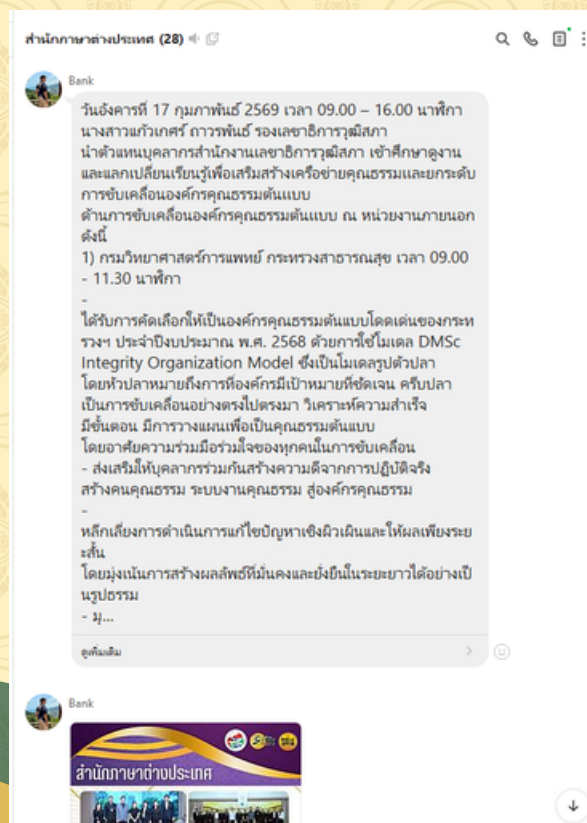 สำนักภาษาต่างประเทศ (28)
Bank
วันอังคารที่ 17 กุมภาพันธ์ 2569 เวลา 09.00 – 16.00 นาฬิกา
นางสาวแก้วเกศร์ ถาวรพันธ์ รองเลขาธิการวุฒิสภา
นำตัวแทนบุคลากรสำนักงานเลขาธิการวุฒิสภา เข้าศึกษาดูงาน
และแลกเปลี่ยนเรียนรู้เพื่อเสริมสร้างเครือข่ายคุณธรรมและยกระดับ
การขับเคลื่อนองค์กรคุณธรรมต้นแบบ
ด้านการขับเคลื่อนองค์กรคุณธรรมต้นแบบ ณ หน่วยงานภายนอก
ดังนี้
1) กรมวิทยาศาสตร์การแพทย์ กระทรวงสาธารณสุข เวลา 09.00
- 11.30 นาฬิกา
-
ได้รับการคัดเลือกให้เป็นองค์กรคุณธรรมต้นแบบโดดเด่นของกระท
รวงฯ ประจำปีงบประมาณ พ.ศ. 2568 ด้วยการใช้โมเดล DMSc
Integrity Organization Model ซึ่งเป็นโมเดลรูปตัวปลา
โดยหัวปลาหมายถึงการที่องค์กรมีเป้าหมายที่ชัดเจน ครีบปลา
เป็นการขับเคลื่อนอย่างตรงไปตรงมา วิเคราะห์ความสำเร็จ
มีขั้นตอน มีการวางแผนเพื่อเป็นคุณธรรมต้นแบบ
โดยอาศัยความร่วมมือร่วมใจของทุกคนในการขับเคลื่อน
- ส่งเสริมให้บุคลากรร่วมกันสร้างความดีจากการปฏิบัติจริง
สร้างคนคุณธรรม ระบบงานคุณธรรม สู่องค์กรคุณธรรม
-
หลีกเลี่ยงการดำเนินการแก้ไขปัญหาเชิงผิวเผินและให้ผลเพียงระย
ะสั้น
โดยมุ่งเน้นการสร้างผลลัพธ์ที่มั่นคงและยั่งยืนในระยะยาวได้อย่างเป็
นรูปธรรม
- มุ...
ดูเพิ่มเติม
Bank
สำนักภาษาต่างประเทศ